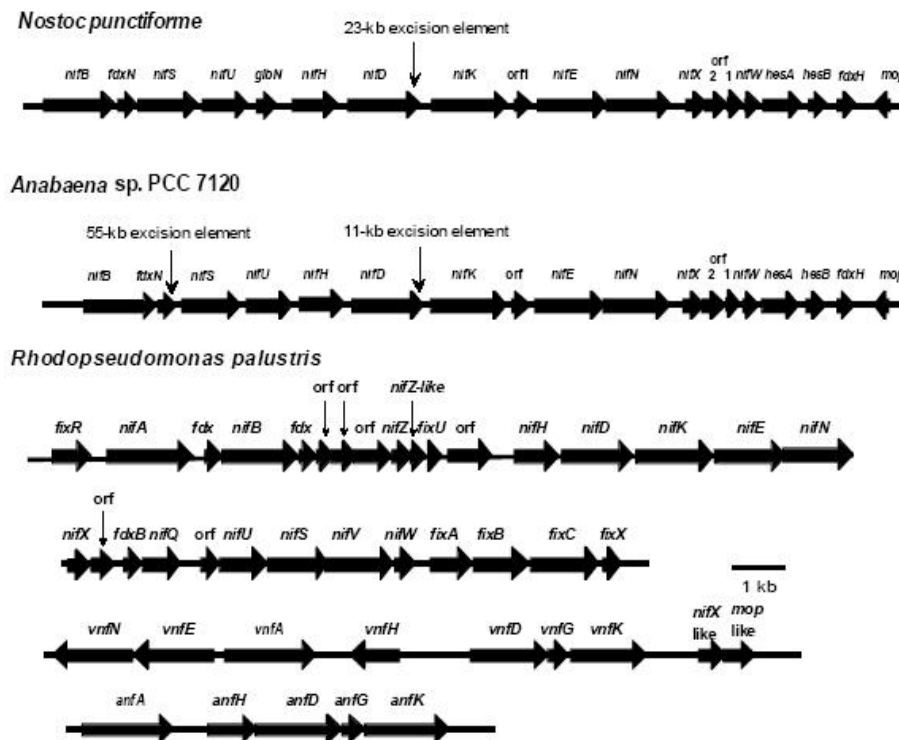 Nostoc punctiforme
23-kb excision element
nifB fdxN nifS nifU glbN nifH nifD nifK orf1 nifE nifN nifX orf 2 1 nifW hesA hesB fdxH mop
Anabaena sp. PCC 7120
55-kb excision element 11-kb excision element
nifB fdxN nifS nifU nifH nifD nifK orf nifE nifN nifX orf 2 1 nifW hesA hesB fdxH mop
Rhodopseudomonas palustris
orf orf nifZ-like
fixR nifA fdx nifB fdx orf nifZ fixU orf nifH nifD nifK nifE nifN
orf
nifX fdxB nifQ orf nifU nifS nifV nifW fixA fixB fixC fixX
1 kb
vnfN vnfE vnfA vnfH vnfD vnfG vnfK nifX like mop like
anfA anfH anfD anfG anfK